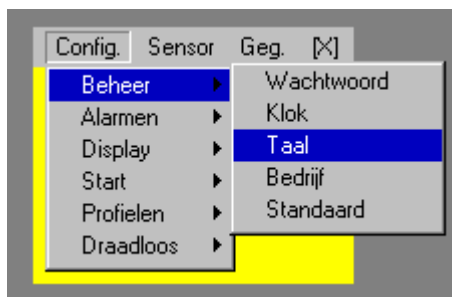 Config. Sensor Geg. [X]
Beheer
Alarmen
Display
Start
Profielen
Draadloos
Wachtwoord
Klok
Taal
Bedrijf
Standaard